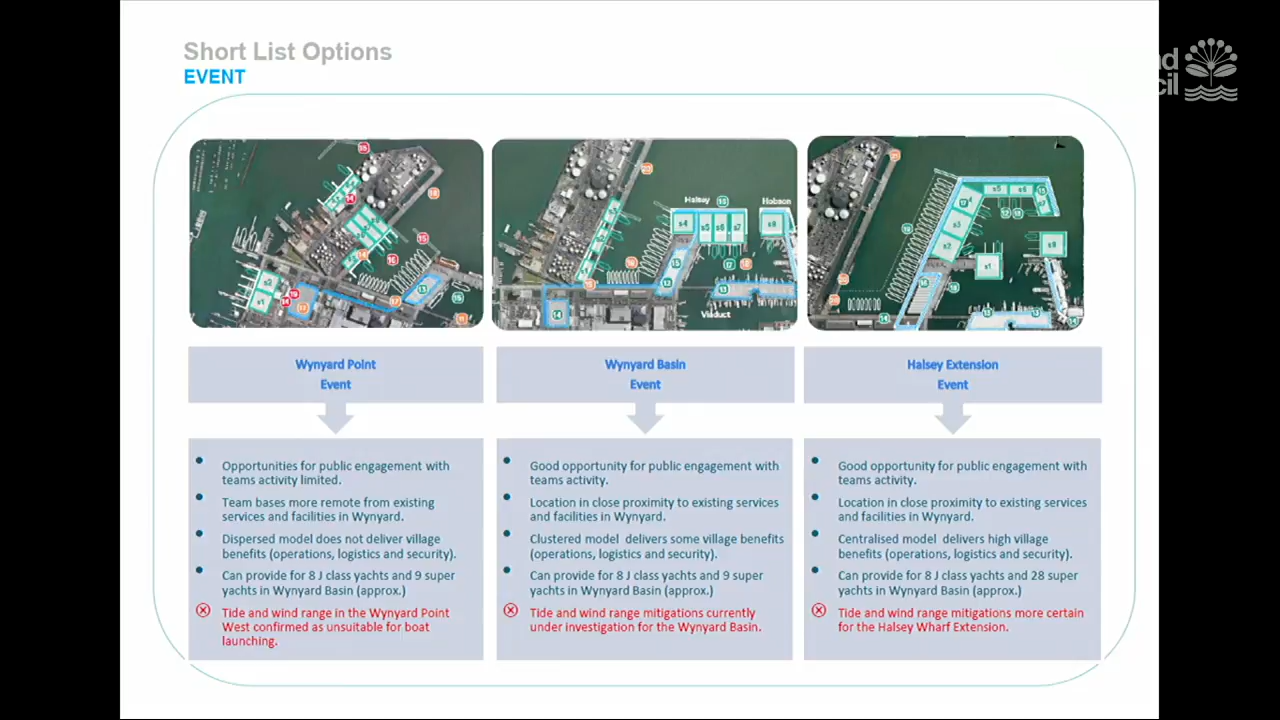 Short List Options
EVENT
nd
cil
Halsey
Hobson
Viaduct
Wynyard Point
Event
Wynyard Basin
Event
Halsey Extension
Event
Opportunities for public engagement with
teams activity limited.
Team bases more remote from existing
services and facilities in Wynyard.
Dispersed model does not deliver village
benefits (operations, logistics and security).
Can provide for 8 J class yachts and 9 super
yachts in Wynyard Basin (approx.)
Tide and wind range in the Wynyard Point
West confirmed as unsuitable for boat
launching.
Good opportunity for public engagement with
teams activity.
Location in close proximity to existing services
and facilities in Wynyard.
Clustered model delivers some village benefits
(operations, logistics and security).
Can provide for 8 J class yachts and 9 super
yachts in Wynyard Basin (approx.)
Tide and wind range mitigations currently
under investigation for the Wynyard Basin.
Good opportunity for public engagement with
teams activity.
Location in close proximity to existing services
and facilities in Wynyard.
Centralised model delivers high village
benefits (operations, logistics and security).
Can provide for 8 J class yachts and 28 super
yachts in Wynyard Basin (approx.)
Tide and wind range mitigations more certain
for the Halsey Wharf Extension.